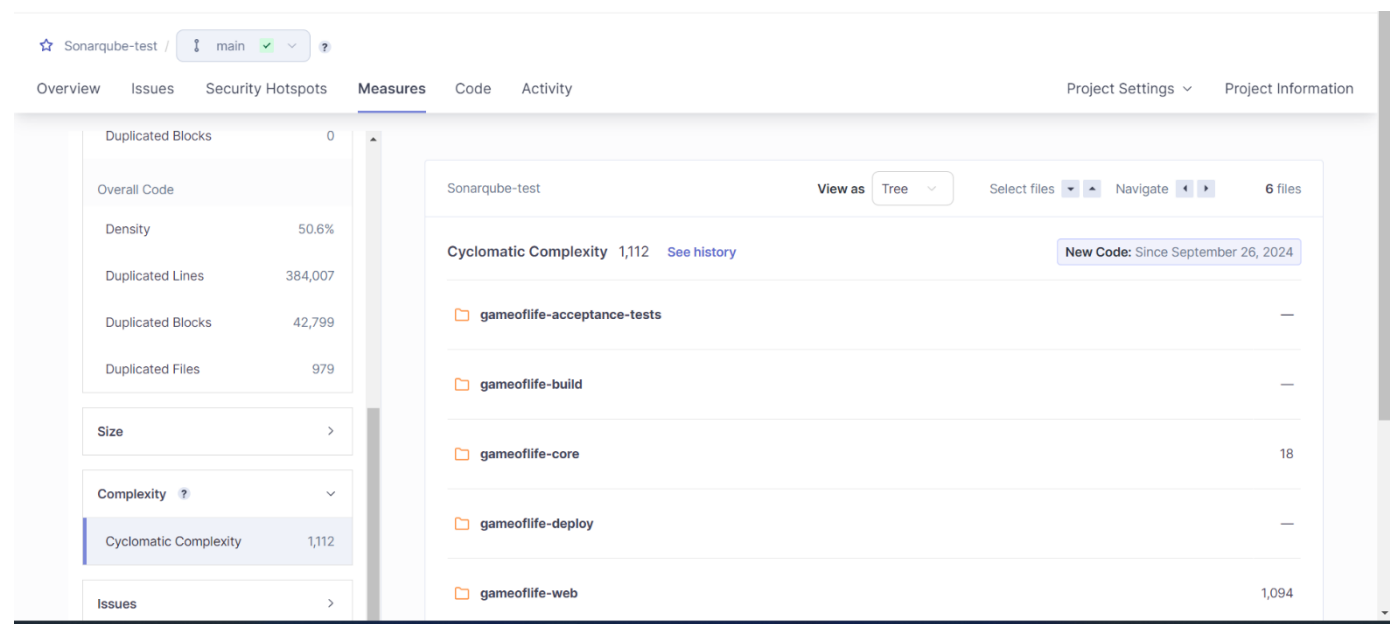 Sonarqube-test / main ?
Overview Issues Security Hotspots Measures Code Activity Project Settings Project Information
Duplicated Blocks 0
Overall Code
Density 50.6%
Duplicated Lines 384,007
Duplicated Blocks 42,799
Duplicated Files 979
Size
Complexity ?
Cyclomatic Complexity 1,112
Issues
Sonarqube-test View as Tree Select files Navigate 6 files
Cyclomatic Complexity 1,112 See history New Code: Since September 26, 2024
gameoflife-acceptance-tests —
gameoflife-build —
gameoflife-core 18
gameoflife-deploy —
gameoflife-web 1,094